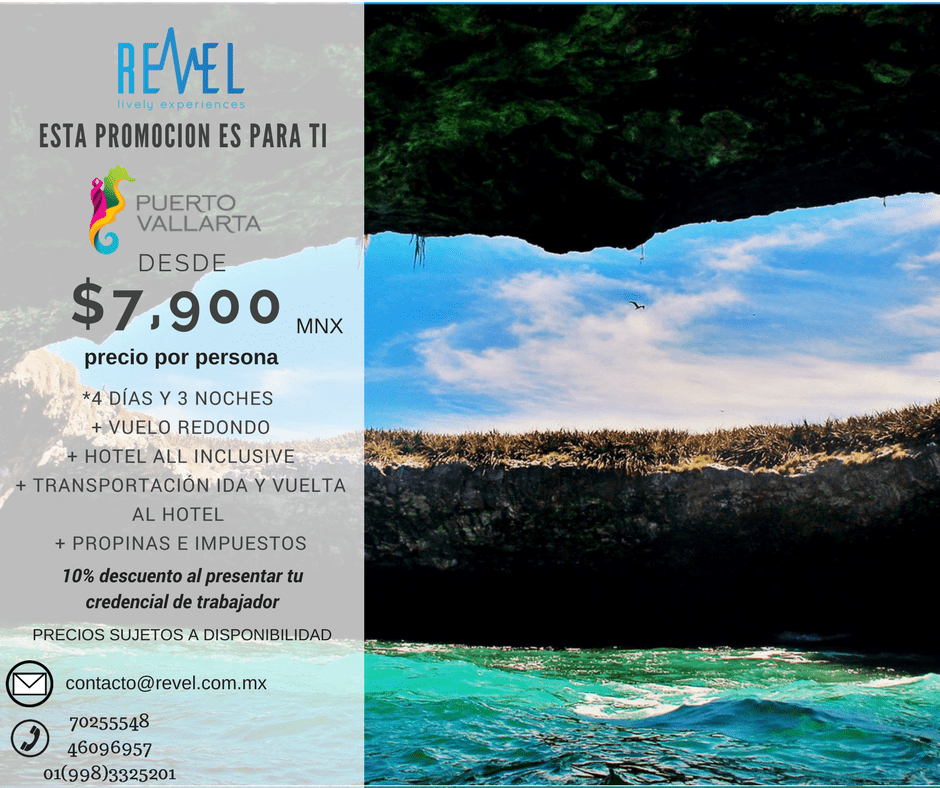 REVEL
lively experiences
ESTA PROMOCION ES PARA TI
PUERTO
VALLARTA
DESDE
$7,900 MNX
precio por persona
*4 DÍAS Y 3 NOCHES
+ VUELO REDONDO
+ HOTEL ALL INCLUSIVE
+ TRANSPORTACIÓN IDA Y VUELTA
AL HOTEL
+ PROPINAS E IMPUESTOS
10% descuento al presentar tu
credencial de trabajador
PRECIOS SUJETOS A DISPONIBILIDAD
contacto@revel.com.mx
70255548
46096957
01(998)3325201